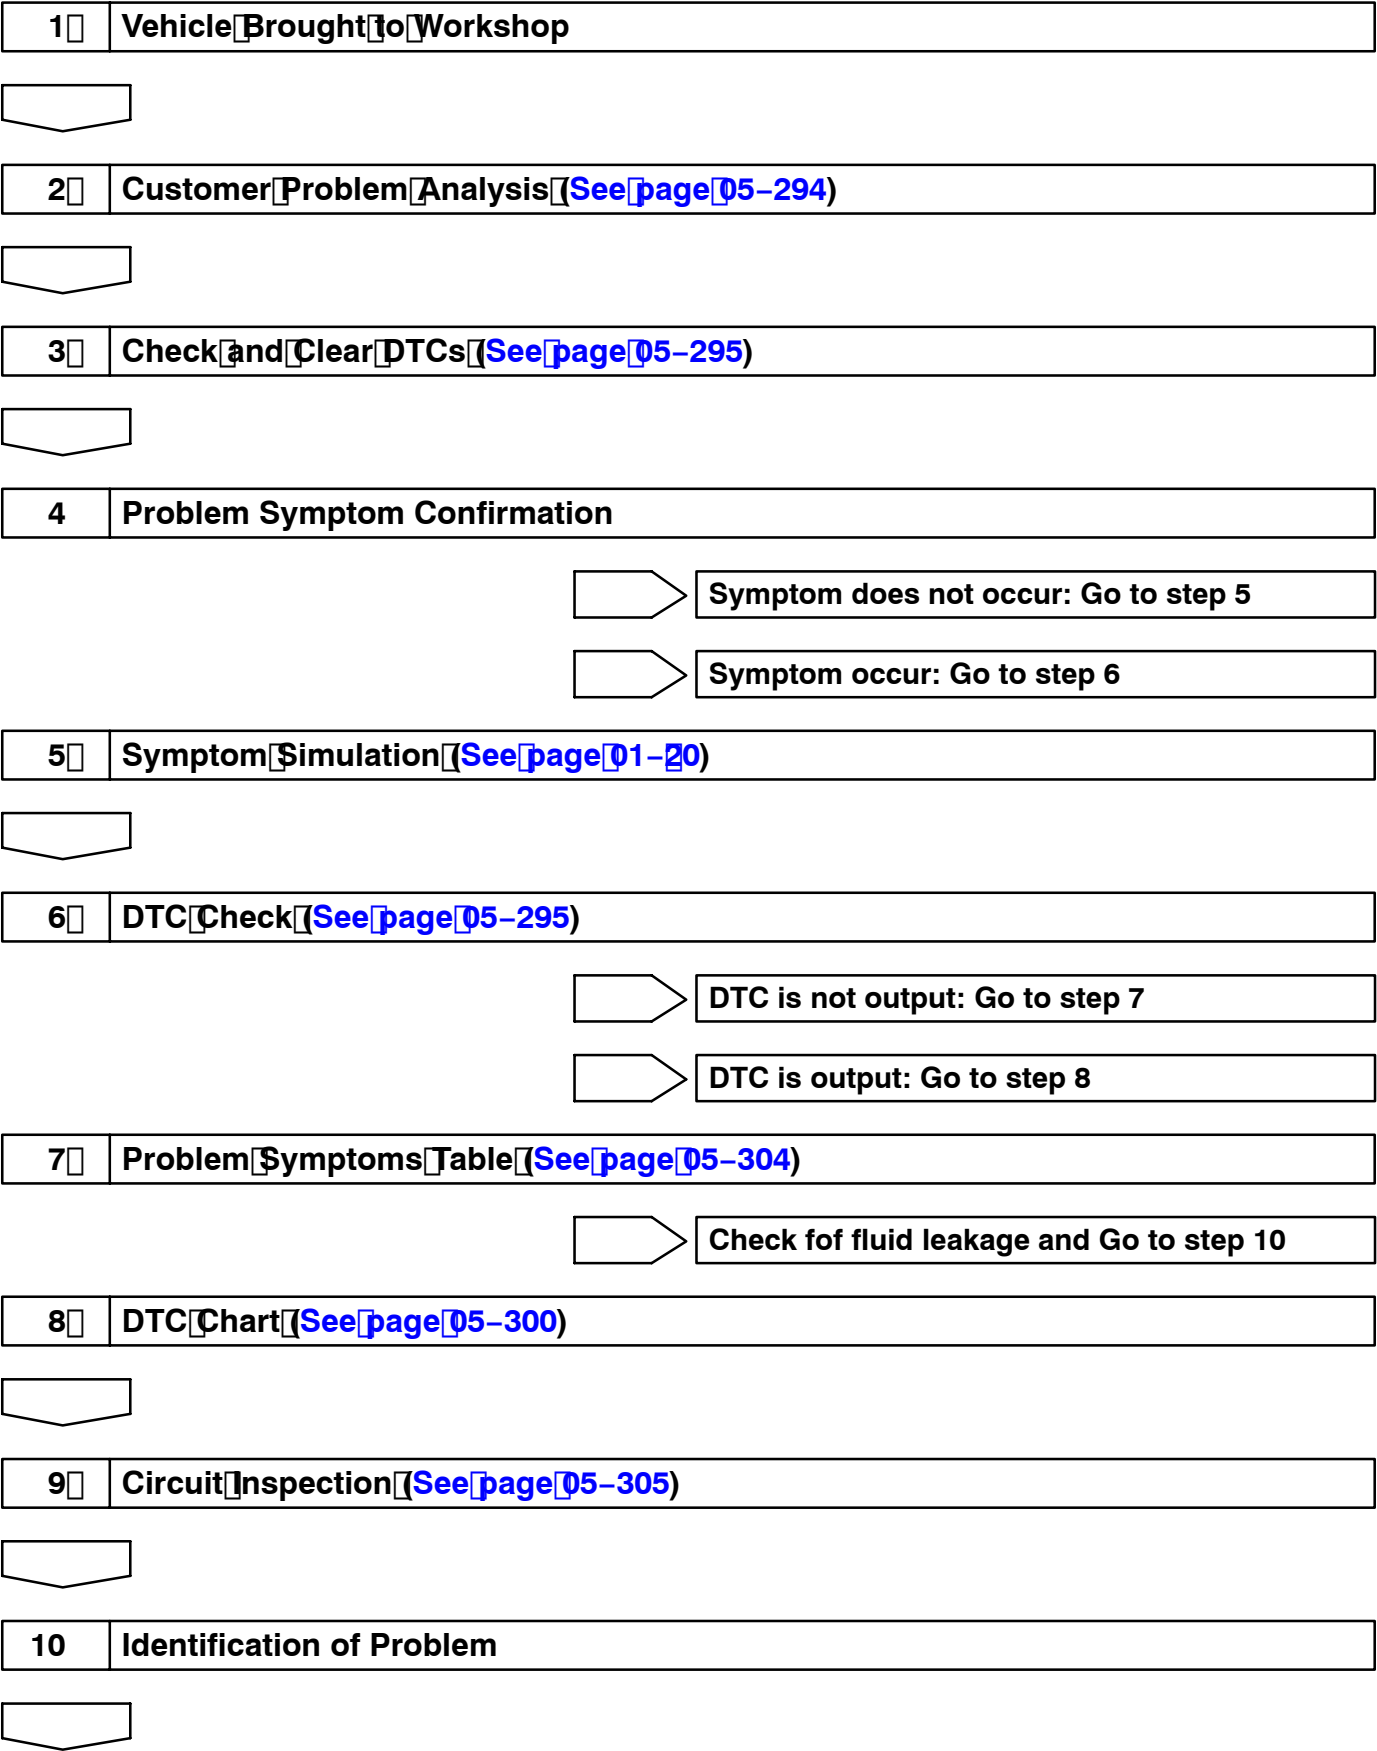 1 Vehicle Brought to Workshop
2 Customer Problem Analysis (See page 05−294)
3 Check and Clear DTCs (See page 05−295)
4 Problem Symptom Confirmation
Symptom does not occur: Go to step 5
Symptom occur: Go to step 6
5 Symptom Simulation (See page 01−20)
6 DTC Check (See page 05−295)
DTC is not output: Go to step 7
DTC is output: Go to step 8
7 Problem Symptoms Table (See page 05−304)
Check fof fluid leakage and Go to step 10
8 DTC Chart (See page 05−300)
9 Circuit Inspection (See page 05−305)
10 Identification of Problem